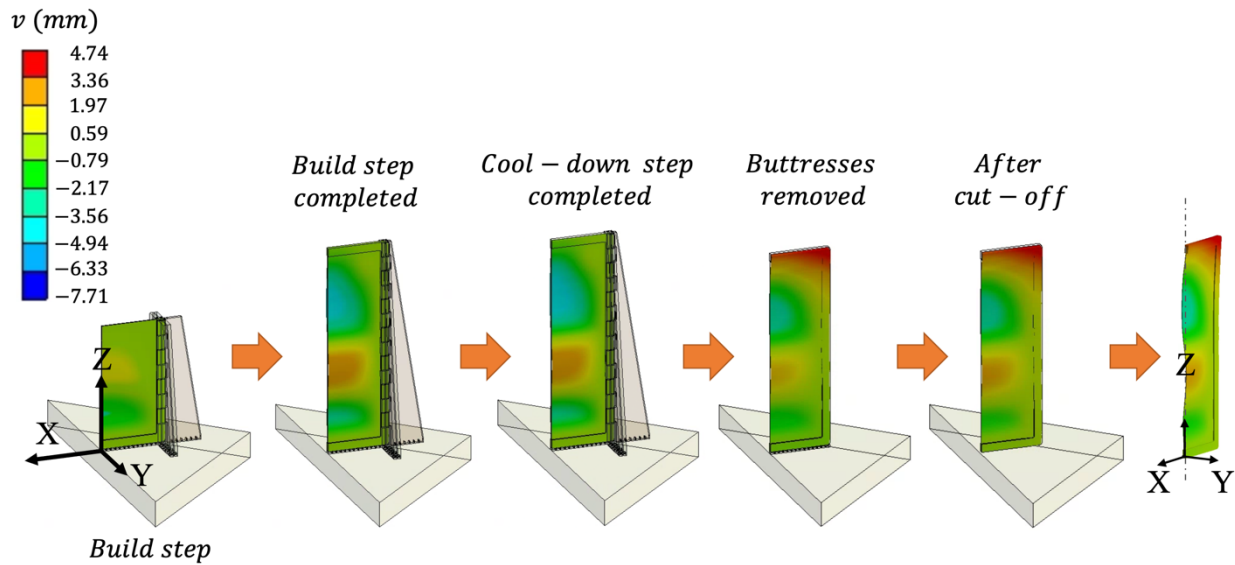 v (mm)
4.74
3.36
1.97
0.59
−0.79
−2.17
−3.56
−4.94
−6.33
−7.71
Build step
completed
Cool − down step
completed
Buttresses
removed
After
cut − off
Z
X
Y
Build step
Z
X
Y